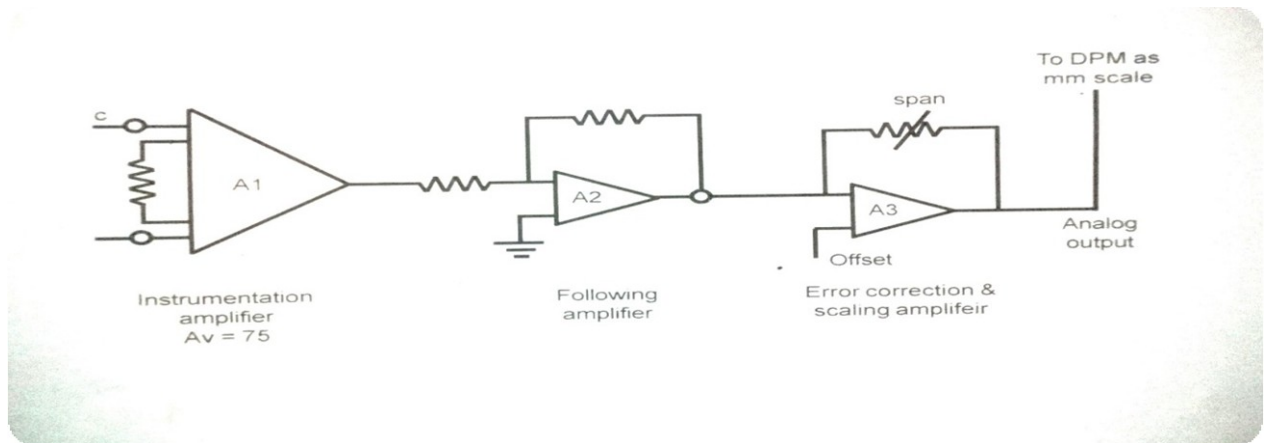 To DPM as
mm scale
span
C
A1
A2
A3
Analog
output
Offset
Instrumentation
amplifier
Av = 75
Following
amplifier
Error correction &
scaling amplifeir